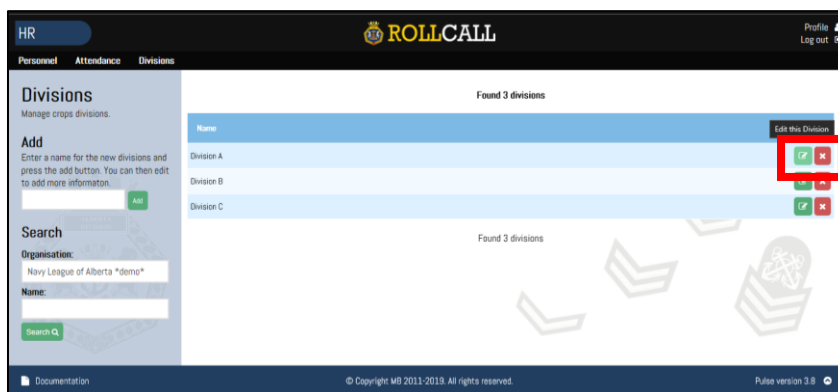 HR
ROLLCALL
Profile
Log out
Personnel Attendance Divisions
Divisions
Manage crops divisions.
Add
Enter a name for the new divisions and
press the add button. You can then edit
to add more informaton.
Add
Search
Organisation:
Navy League of Alberta *demo*
Name:
Search
Found 3 divisions
Name
Edit this Division
Division A
Division B
Division C
Found 3 divisions
Documentation
© Copyright MB 2011-2019. All rights reserved.
Pulse version 3.8